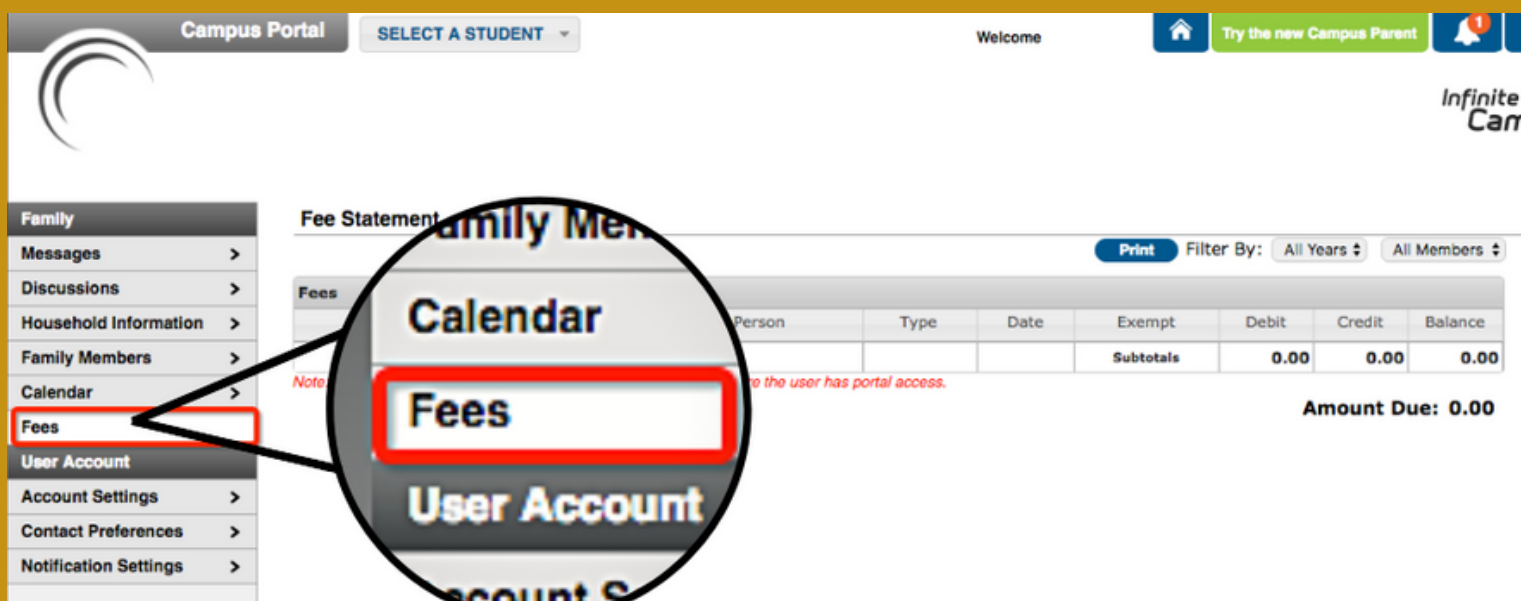 Campus Portal
SELECT A STUDENT
Welcome
Try the new Campus Parent
1
Infinite
Family
Messages
Discussions
Household Information
Family Members
Calendar
Fees
User Account
Account Settings
Contact Preferences
Notification Settings
Fee Statement
Print Filter By: All Years All Members
Fees
Person Type Date Exempt Debit Credit Balance
Subtotals 0.00 0.00 0.00
Note: the user has portal access.
Amount Due: 0.00
Calendar
Fees
User Account